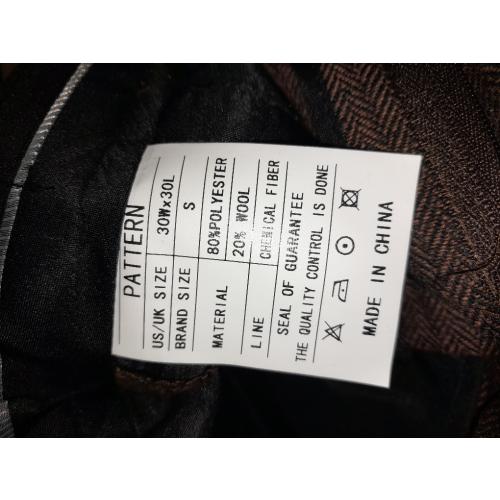 PATTERN
US/UK SIZE 30W×30L
BRAND SIZE S
MATERIAL 80%POLYESTER
20% WOOL
LINE CHEMICAL FIBER
SEAL OF GUARANTEE
THE QUALITY CONTROL IS DONE
MADE IN CHINA